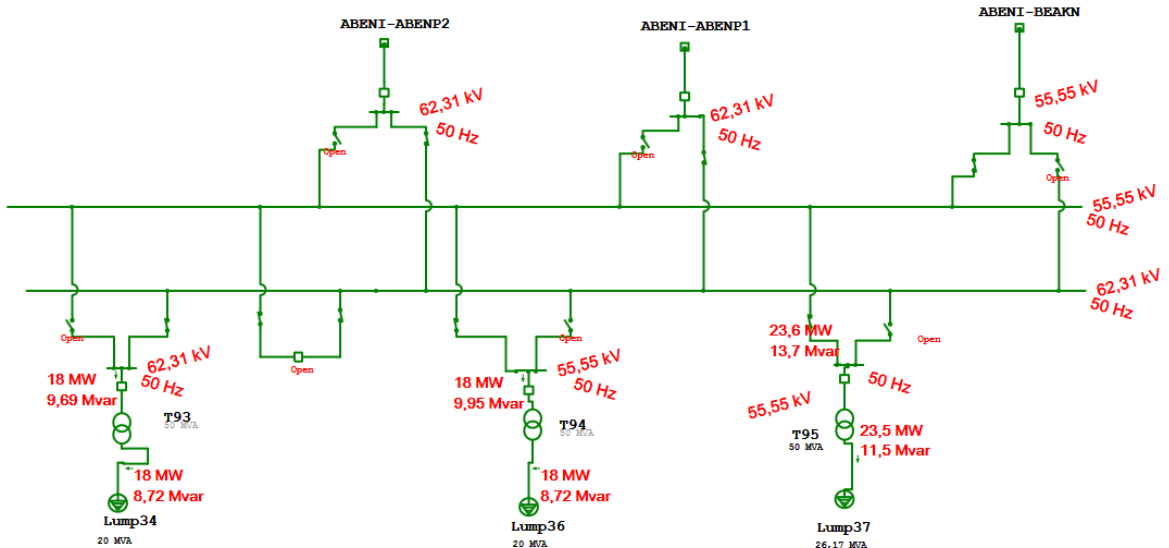 ABENI-BEAKN
ABENI-ABENP2
ABENI-ABENP1
62,31 kV
50 Hz
Open
62,31 kV
50 Hz
Open
55,55 kV
50 Hz
Open
55,55 kV
50 Hz
62,31 kV
50 Hz
Open
62,31 kV
50 Hz
18 MW
9,69 Mvar
T93
50 MVA
18 MW
8,72 Mvar
Lump34
20 MVA
Open
Open
55,55 kV
50 Hz
18 MW
9,95 Mvar
T94
50 MVA
18 MW
8,72 Mvar
Lump36
20 MVA
23,6 MW
13,7 Mvar
Open
50 Hz
55,55 kV
T95
50 MVA
23,5 MW
11,5 Mvar
Lump37
26,17 MVA